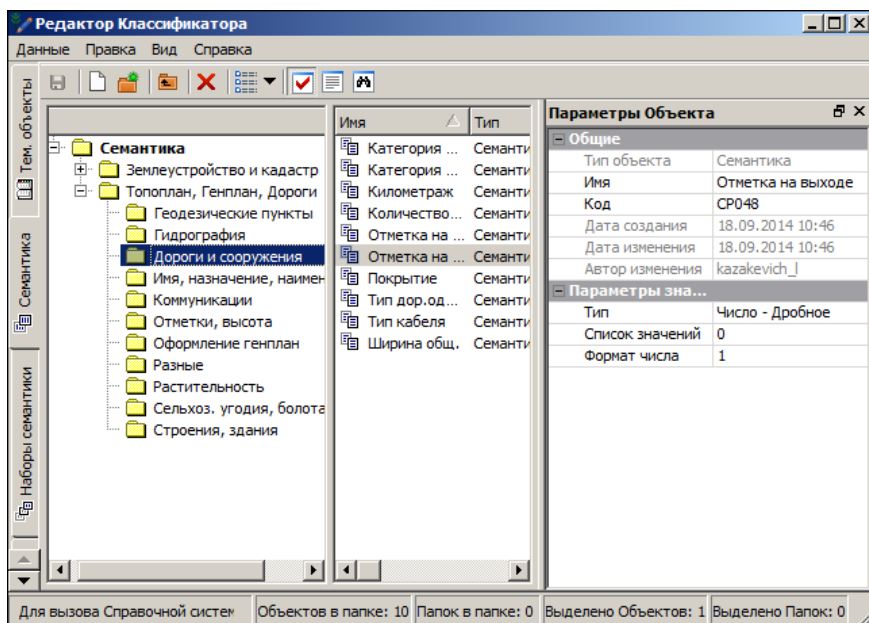 Редактор Классификатора
Данные Правка Вид Справка
Тем. объекты
Семантика
Наборы семантики
Семантика
Землеустройство и кадастр
Топоплан, Генплан, Дороги
Геодезические пункты
Гидрография
Дороги и сооружения
Имя, назначение, наимен
Коммуникации
Отметки, высота
Оформление генплан
Разные
Растительность
Сельхоз. угодия, болота
Строения, здания
Имя Тип
Категория ... Семанти
Категория ... Семанти
Километраж Семанти
Количество... Семанти
Отметка на ... Семанти
Отметка на ... Семанти
Покрытие Семанти
Тип дор.од... Семанти
Тип кабеля Семанти
Ширина общ. Семанти
Параметры Объекта
Общие
Тип объекта Семантика
Имя Отметка на выходе
Код СР048
Дата создания 18.09.2014 10:46
Дата изменения 18.09.2014 10:46
Автор изменения kazakevich_l
Параметры зна...
Тип Число - Дробное
Список значений 0
Формат числа 1
Для вызова Справочной систем Объектов в папке: 10 Папок в папке: 0 Выделено Объектов: 1 Выделено Папок: 0